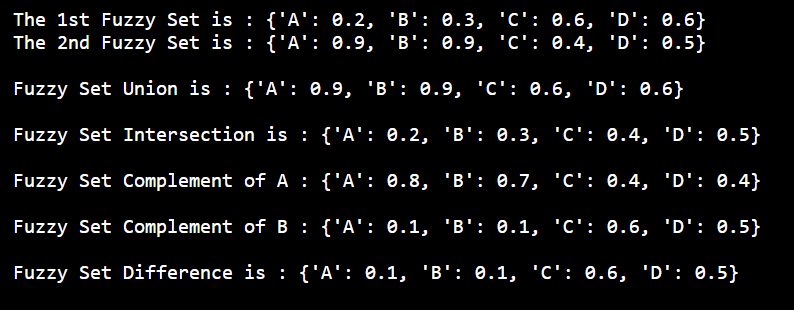 The 1st Fuzzy Set is : {'A': 0.2, 'B': 0.3, 'C': 0.6, 'D': 0.6}
The 2nd Fuzzy Set is : {'A': 0.9, 'B': 0.9, 'C': 0.4, 'D': 0.5}
Fuzzy Set Union is : {'A': 0.9, 'B': 0.9, 'C': 0.6, 'D': 0.6}
Fuzzy Set Intersection is : {'A': 0.2, 'B': 0.3, 'C': 0.4, 'D': 0.5}
Fuzzy Set Complement of A : {'A': 0.8, 'B': 0.7, 'C': 0.4, 'D': 0.4}
Fuzzy Set Complement of B : {'A': 0.1, 'B': 0.1, 'C': 0.6, 'D': 0.5}
Fuzzy Set Difference is : {'A': 0.1, 'B': 0.1, 'C': 0.6, 'D': 0.5}